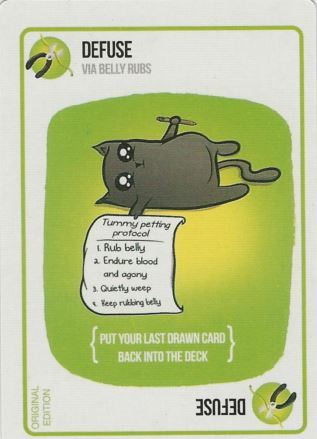 DEFUSE
VIA BELLY RUBS
Tummy petting
protocol
1. Rub belly
2. Endure blood
and agony
3. Quietly weep
4. Keep rubbing belly
{PUT YOUR LAST DRAWN CARD
BACK INTO THE DECK}
ORIGINAL
EDITION
DEFUSE